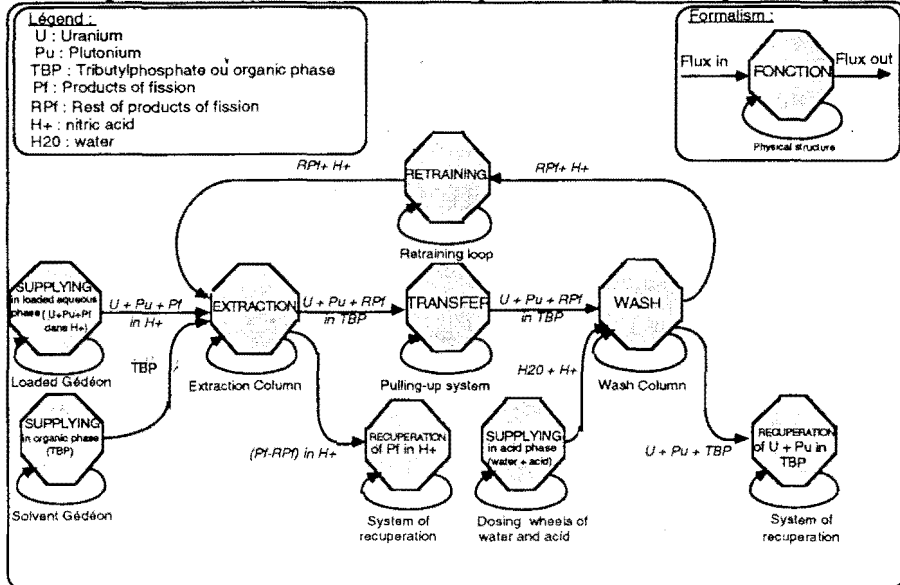 Légend :
U : Uranium
Pu : Plutonium
TBP : Tributylphosphate ou organic phase
Pf : Products of fission
RPf : Rest of products of fission
H+ : nitric acid
H20 : water
Formalism :
Flux in
FONCTION
Flux out
Physical structure
RPf+ H+
RETRAINING
RPf+ H+
Retraining loop
SUPPLYING
in loaded aqueous
phase ( U+Pu+Pf
dans H+)
Loaded Gédéon
U + Pu + Pf
in H+
EXTRACTION
Extraction Column
U + Pu + RPf
in TBP
TRANSFER
Pulling-up system
U + Pu + RPf
in TBP
WASH
Wash Column
TBP
H20 + H+
SUPPLYING
in organic phase
(TBP)
Solvent Gédéon
(Pf-RPf) in H+
RECUPERATION
of Pf in H+
System of
recuperation
SUPPLYING
in acid phase
(water + acid)
Dosing wheels of
water and acid
U + Pu + TBP
RECUPERATION
of U + Pu in
TBP
System of
recuperation